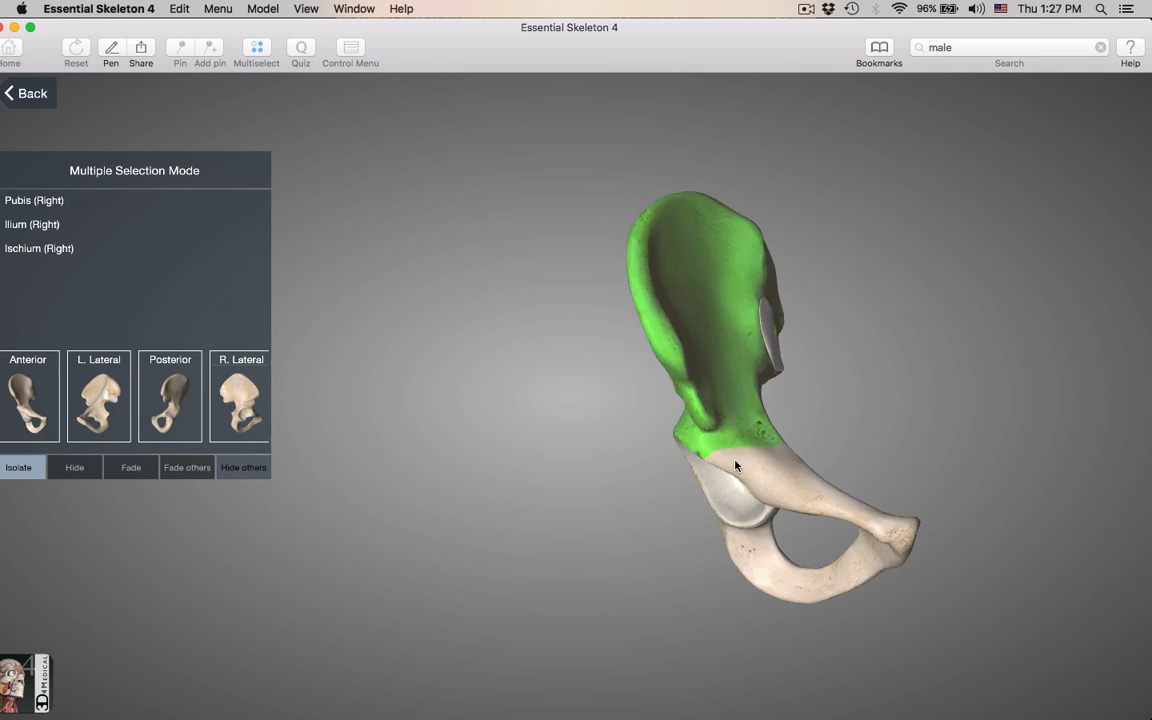 Essential Skeleton 4 Edit Menu Model View Window Help 96% Thu 1:27 PM
Essential Skeleton 4
Home Reset Pen Share Pin Add pin Multiselect Q Quiz Control Menu Bookmarks male Search ? Help
Back
Multiple Selection Mode
Pubis (Right)
Ilium (Right)
Ischium (Right)
Anterior L. Lateral Posterior R. Lateral
Isolate Hide Fade Fade others Hide others
4
3D4MEDICAL